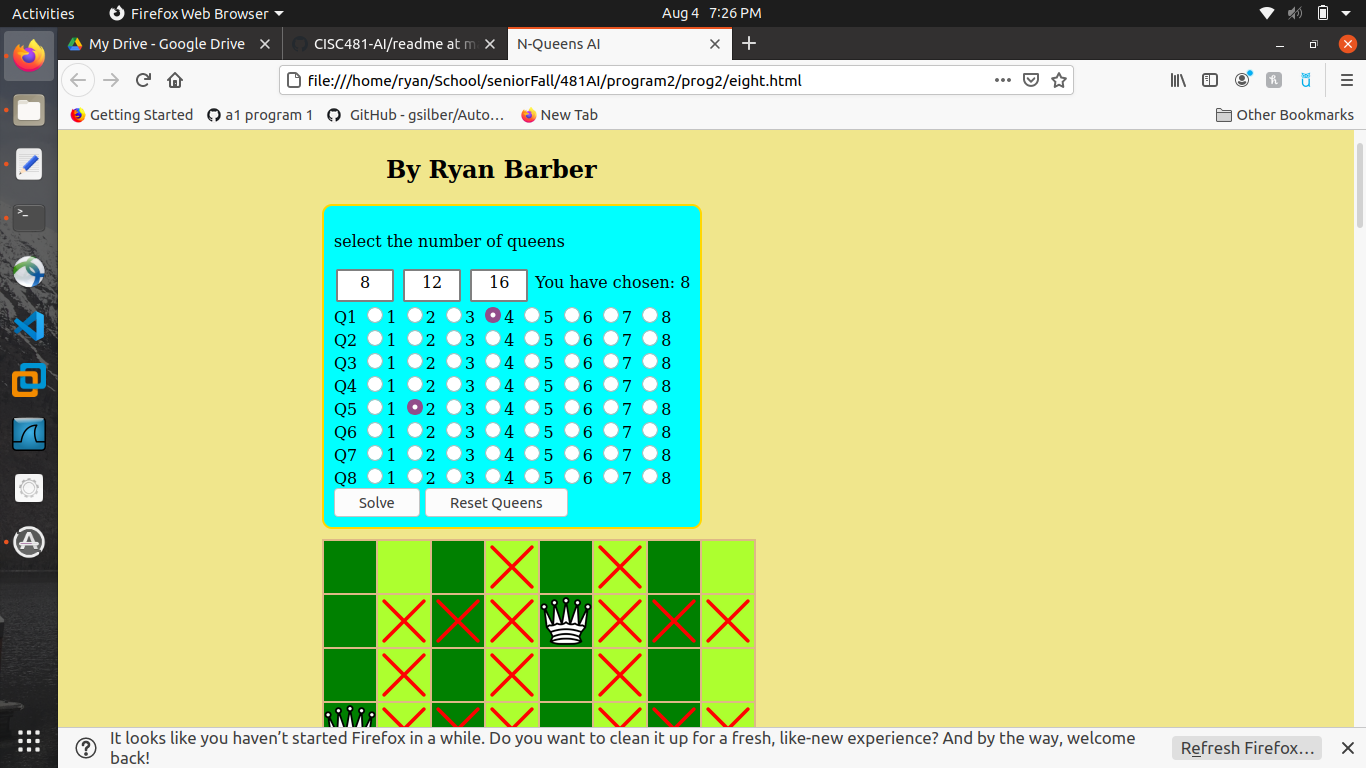 Activities Firefox Web Browser Aug 4 7:26 PM
My Drive - Google Drive CISC481-AI/readme at m N-Queens AI
file:///home/ryan/School/seniorFall/481AI/program2/prog2/eight.html
Getting Started a1 program 1 GitHub - gsilber/Auto… New Tab Other Bookmarks
By Ryan Barber
select the number of queens
8 12 16 You have chosen: 8
Q1 1 2 3 4 5 6 7 8
Q2 1 2 3 4 5 6 7 8
Q3 1 2 3 4 5 6 7 8
Q4 1 2 3 4 5 6 7 8
Q5 1 2 3 4 5 6 7 8
Q6 1 2 3 4 5 6 7 8
Q7 1 2 3 4 5 6 7 8
Q8 1 2 3 4 5 6 7 8
Solve Reset Queens
It looks like you haven’t started Firefox in a while. Do you want to clean it up for a fresh, like-new experience? And by the way, welcome
back!
Refresh Firefox…